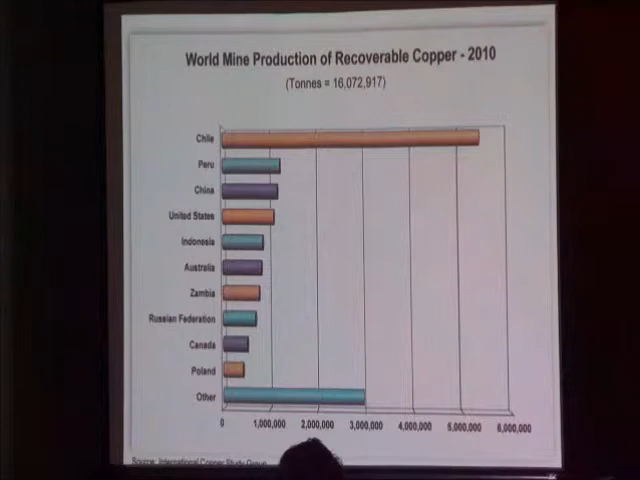 World Mine Production of Recoverable Copper - 2010
(Tonnes = 16,072,917)
Chile
Peru
China
United States
Indonesia
Australia
Zambia
Russian Federation
Canada
Poland
Other
0 1,000,000 2,000,000 3,000,000 4,000,000 5,000,000 6,000,000
Source: International Copper Study Group